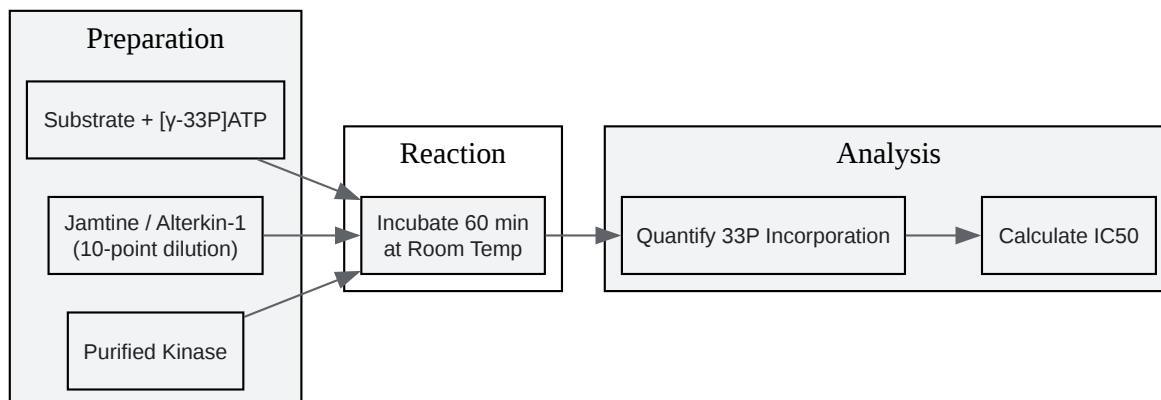 Preparation
Substrate + [γ-33P]ATP
Jamtine / Alterkin-1
(10-point dilution)
Purified Kinase
Reaction
Incubate 60 min
at Room Temp
Analysis
Quantify 33P Incorporation
Calculate IC50